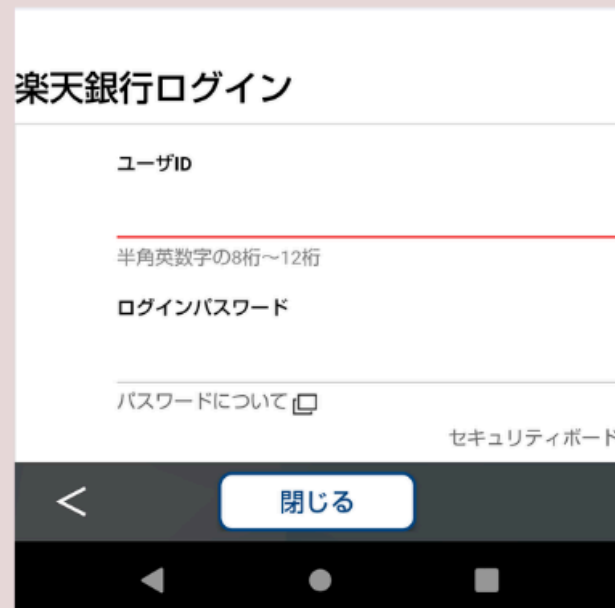 楽天銀行ログイン
ユーザID
半角英数字の8桁～12桁
ログインパスワード
パスワードについて
セキュリティボード
閉じる